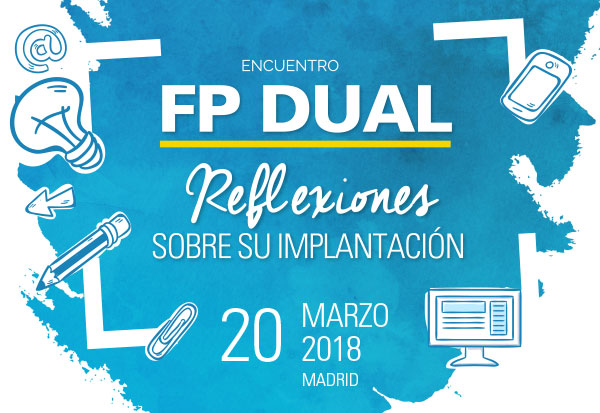 @
ENCUENTRO
FP DUAL
Reflexiones
SOBRE SU IMPLANTACIÓN
20 MARZO
2018
MADRID